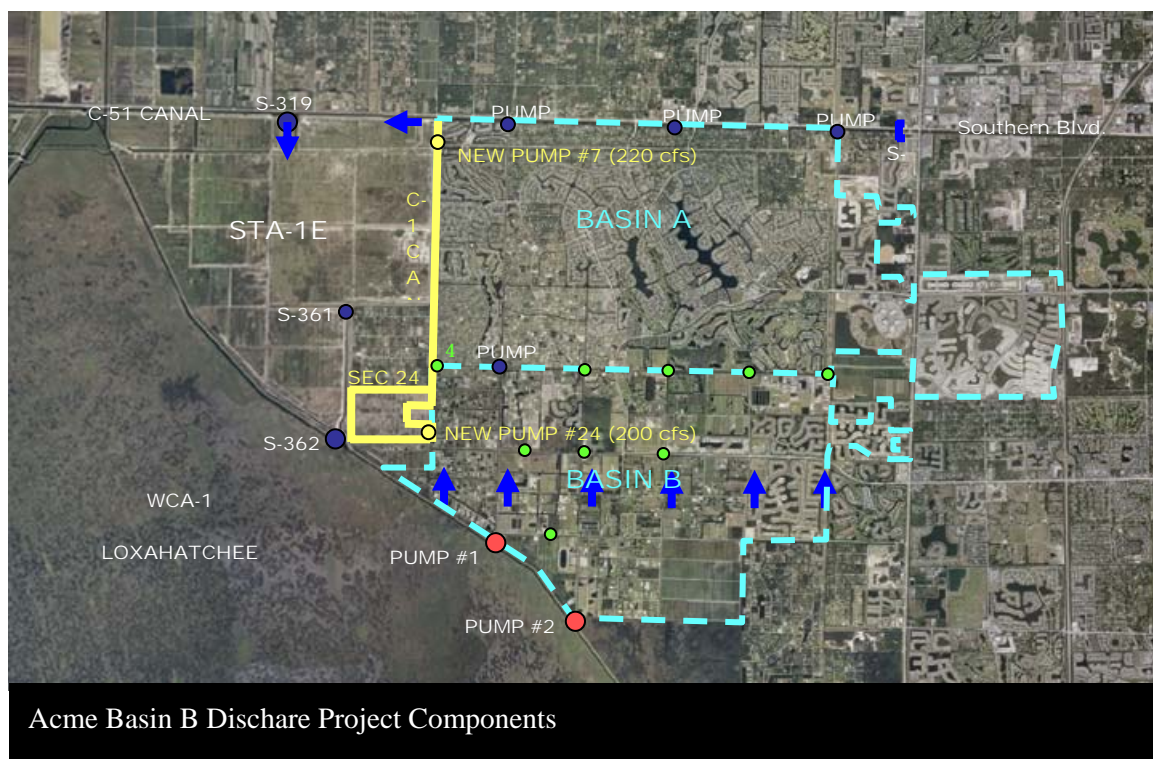 C-51 CANAL
S-319
PUMP
PUMP
PUMP
Southern Blvd.
S-
NEW PUMP #7 (220 cfs)
C-
1
C
A
STA-1E
BASIN A
S-361
4
PUMP
SEC 24
S-362
NEW PUMP #24 (200 cfs)
BASIN B
WCA-1
LOXAHATCHEE
PUMP #1
PUMP #2
Acme Basin B Dischare Project Components